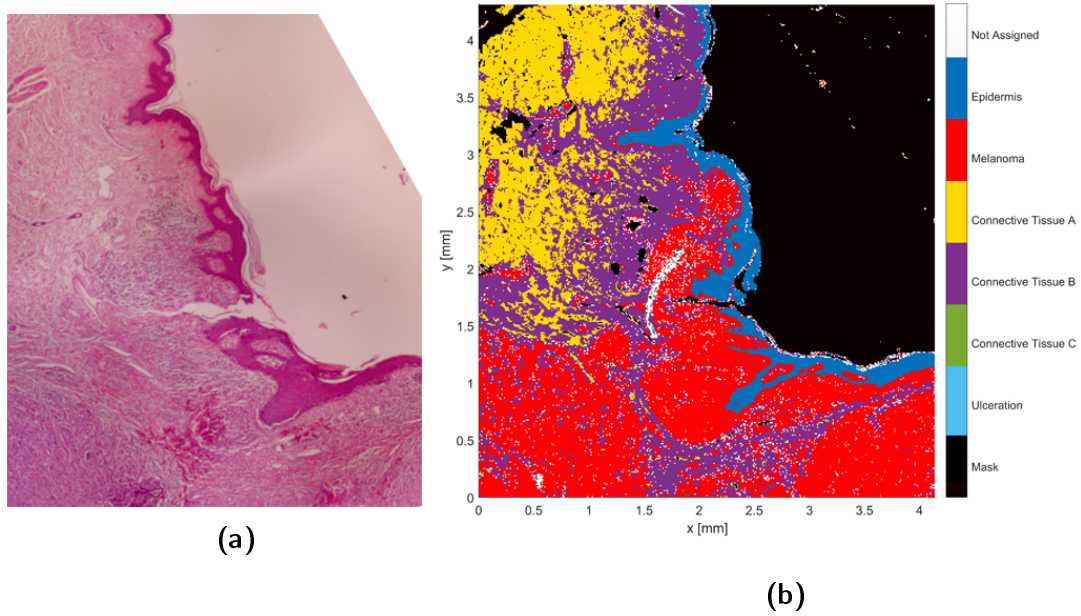 4
3.5
3
2.5
2
1.5
1
0.5
0
y [mm]
0
0.5
1
1.5
2
2.5
3
3.5
4
x [mm]
Not Assigned
Epidermis
Melanoma
Connective Tissue A
Connective Tissue B
Connective Tissue C
Ulceration
Mask
(a)
(b)